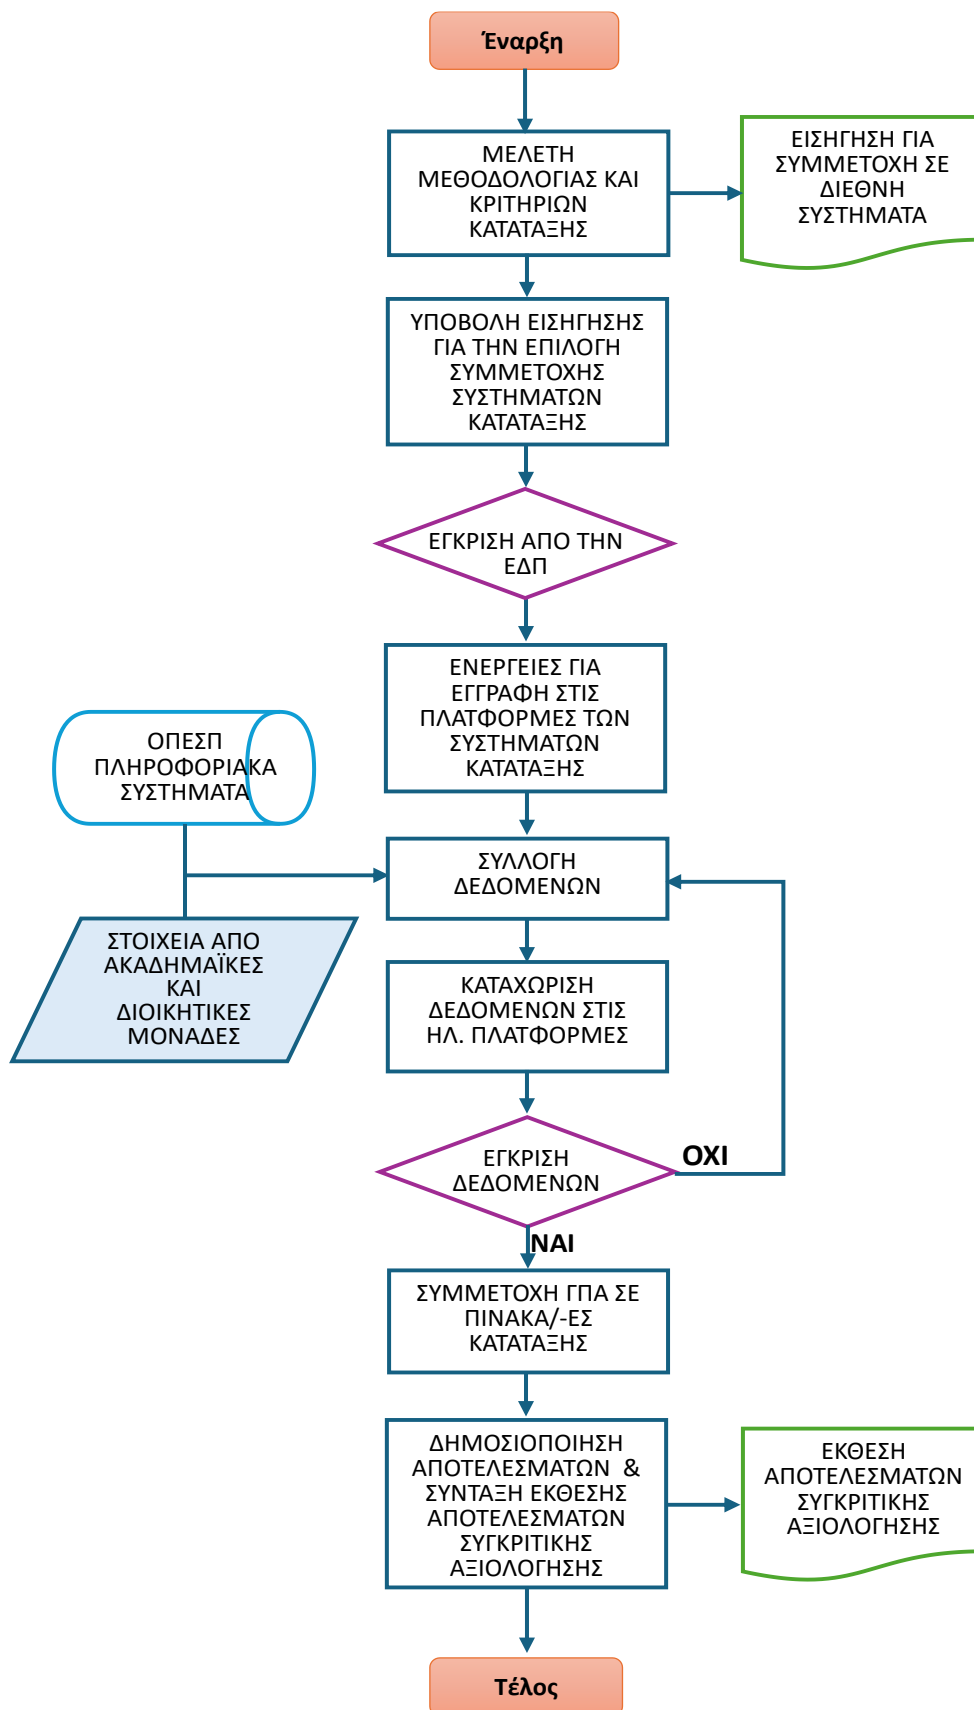 Έναρξη
ΜΕΛΕΤΗ
ΜΕΘΟΔΟΛΟΓΙΑΣ ΚΑΙ
ΚΡΙΤΗΡΙΩΝ
ΚΑΤΑΤΑΞΗΣ
ΕΙΣΗΓΗΣΗ ΓΙΑ
ΣΥΜΜΕΤΟΧΗ ΣΕ
ΔΙΕΘΝΗ
ΣΥΣΤΗΜΑΤΑ
ΥΠΟΒΟΛΗ ΕΙΣΗΓΗΣΗΣ
ΓΙΑ ΤΗΝ ΕΠΙΛΟΓΗ
ΣΥΜΜΕΤΟΧΗΣ
ΣΥΣΤΗΜΑΤΩΝ
ΚΑΤΑΤΑΞΗΣ
ΕΓΚΡΙΣΗ ΑΠΟ ΤΗΝ
ΕΔΠ
ΕΝΕΡΓΕΙΕΣ ΓΙΑ
ΕΓΓΡΑΦΗ ΣΤΙΣ
ΠΛΑΤΦΟΡΜΕΣ ΤΩΝ
ΣΥΣΤΗΜΑΤΩΝ
ΚΑΤΑΤΑΞΗΣ
ΟΠΕΣΠ
ΠΛΗΡΟΦΟΡΙΑΚΑ
ΣΥΣΤΗΜΑΤΑ
ΣΥΛΛΟΓΗ
ΔΕΔΟΜΕΝΩΝ
ΣΤΟΙΧΕΙΑ ΑΠΟ
ΑΚΑΔΗΜΑΪΚΕΣ
ΚΑΙ
ΔΙΟΙΚΗΤΙΚΕΣ
ΜΟΝΑΔΕΣ
ΚΑΤΑΧΩΡΙΣΗ
ΔΕΔΟΜΕΝΩΝ ΣΤΙΣ
ΗΛ. ΠΛΑΤΦΟΡΜΕΣ
ΕΓΚΡΙΣΗ
ΔΕΔΟΜΕΝΩΝ
ΟΧΙ
ΝΑΙ
ΣΥΜΜΕΤΟΧΗ ΓΠΑ ΣΕ
ΠΙΝΑΚΑ/-ΕΣ
ΚΑΤΑΤΑΞΗΣ
ΔΗΜΟΣΙΟΠΟΙΗΣΗ
ΑΠΟΤΕΛΕΣΜΑΤΩΝ &
ΣΥΝΤΑΞΗ ΕΚΘΕΣΗΣ
ΑΠΟΤΕΛΕΣΜΑΤΩΝ
ΣΥΓΚΡΙΤΙΚΗΣ
ΑΞΙΟΛΟΓΗΣΗΣ
ΕΚΘΕΣΗ
ΑΠΟΤΕΛΕΣΜΑΤΩΝ
ΣΥΓΚΡΙΤΙΚΗΣ
ΑΞΙΟΛΟΓΗΣΗΣ
Τέλος